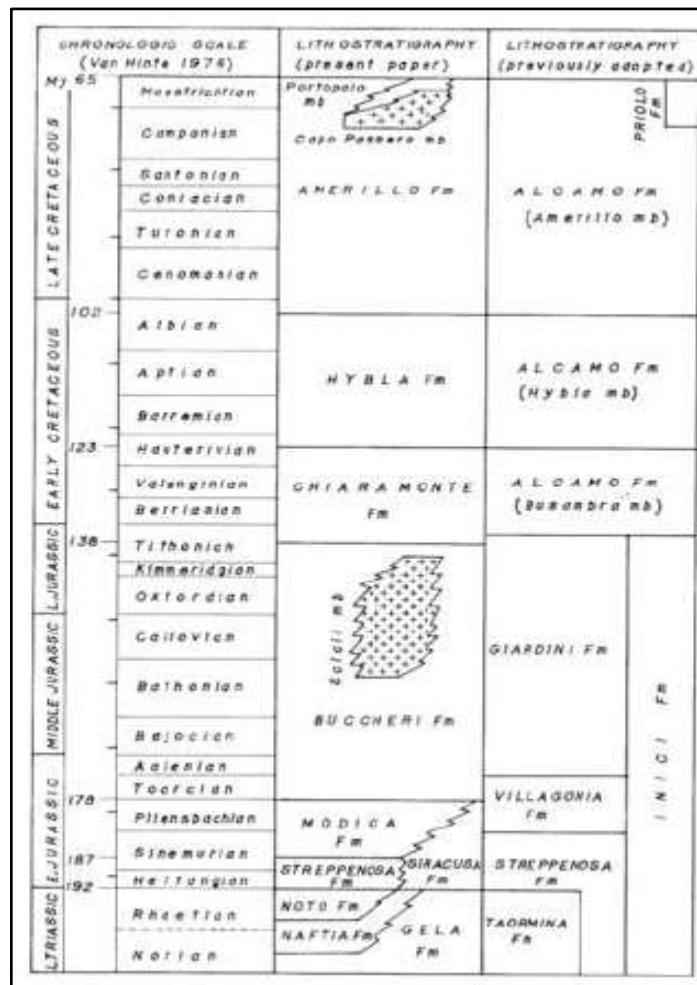 CHRONOLOGIC SCALE
(Van Hinte 1976)
LITHOSTRATIGRAPHY
(present paper)
LITHOSTRATIGRAPHY
(previously adapted)
My 65
LATE CRETACEOUS
Maestrichtian
Campanian
Santonian
Coniacian
Turonian
Cenomanian
102
EARLY CRETACEOUS
Albian
Aptian
Barremian
123
Hauterivian
Valanginian
Berriasian
138
L.JURASSIC
Tithonian
Kimmeridgian
Oxfordian
MIDDLE JURASSIC
Callovian
Bathonian
Bajocian
Aalenian
E.JURASSIC
Toarcian
178
Pliensbachian
Sinemurian
187
Hettangian
192
L.TRIASSIC
Rhaetian
Norian
Portopalo
mb
Capo Passero mb
AMERILLO Fm
HYBLA Fm
CHIARAMONTE
Fm
BUCCHERI Fm
MODICA
Fm
SIRACUSA
Fm
STREPPENOSA
Fm
NOTO Fm
NAFTIA Fm
GELA
Fm
PRIOLO
Fm
ALCAMO Fm
(Amerillo mb)
ALCAMO Fm
(Hybla mb)
ALCAMO Fm
(Busambra mb)
GIARDINI Fm
INICI Fm
VILLAGONIA
Fm
STREPPENOSA
Fm
TAORMINA
Fm